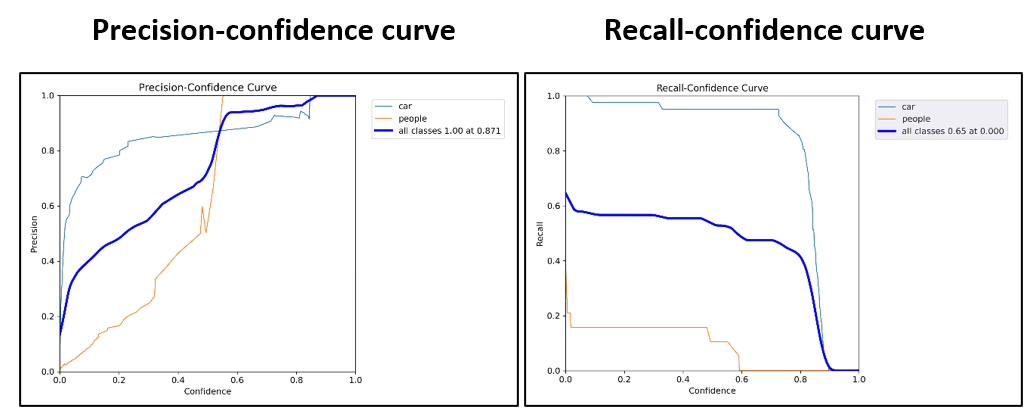 Precision-confidence curve
Recall-confidence curve
Precision-Confidence Curve
1.0
0.8
0.6
0.4
0.2
0.0
Precision
0.0 0.2 0.4 0.6 0.8 1.0
Confidence
car
people
all classes 1.00 at 0.871
Recall-Confidence Curve
1.0
0.8
0.6
0.4
0.2
0.0
Recall
0.0 0.2 0.4 0.6 0.8 1.0
Confidence
car
people
all classes 0.65 at 0.000